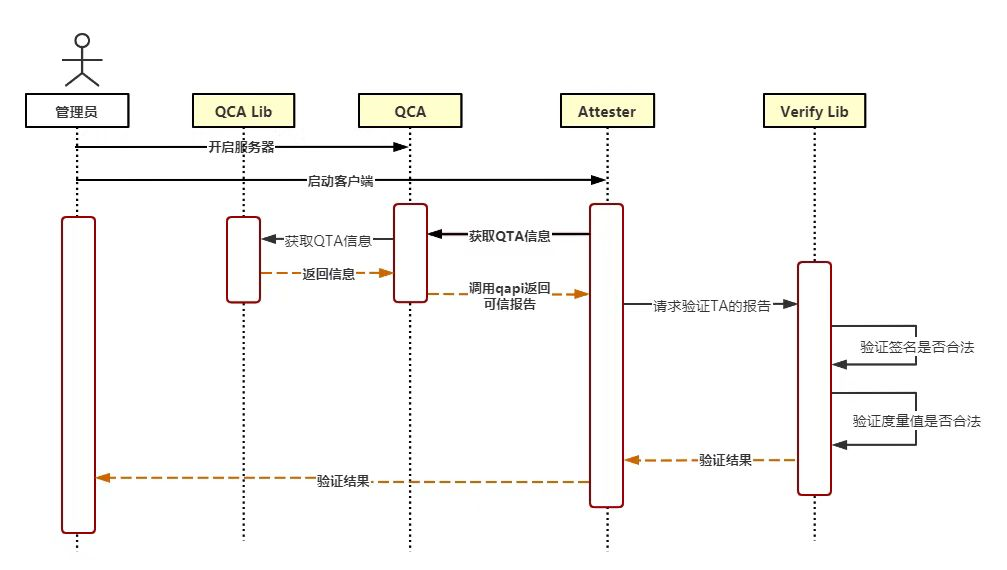 管理员
QCA Lib
QCA
Attester
Verify Lib
开启服务器
启动客户端
获取QTA信息
获取QTA信息
返回信息
调用qapi返回
可信报告
请求验证TA的报告
验证签名是否合法
验证度量值是否合法
验证结果
验证结果